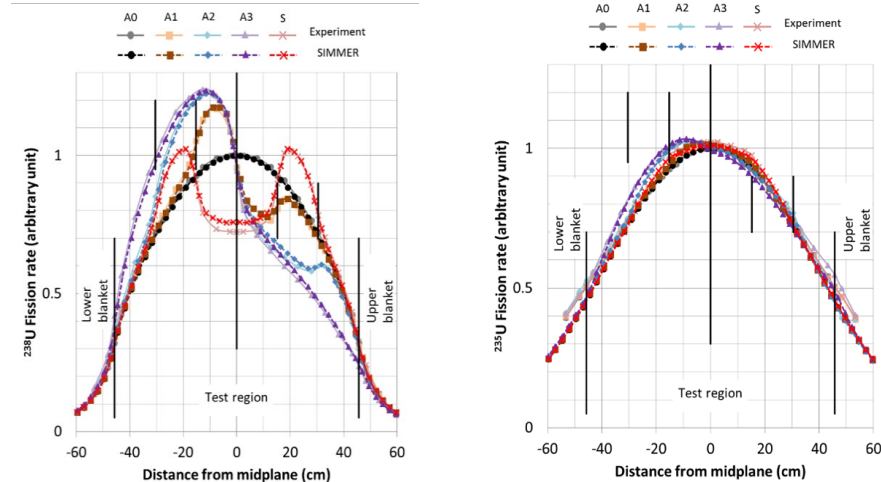 A0 A1 A2 A3 S
Experiment
SIMMER
²³⁸U Fission rate (arbitrary unit)
1
0.5
0
Lower
blanket
Upper
blanket
Test region
-60 -40 -20 0 20 40 60
Distance from midplane (cm)
A0 A1 A2 A3 S
Experiment
SIMMER
²³⁵U Fission rate (arbitrary unit)
1
0.5
0
Lower
blanket
Upper
blanket
Test region
-60 -40 -20 0 20 40 60
Distance from midplane (cm)